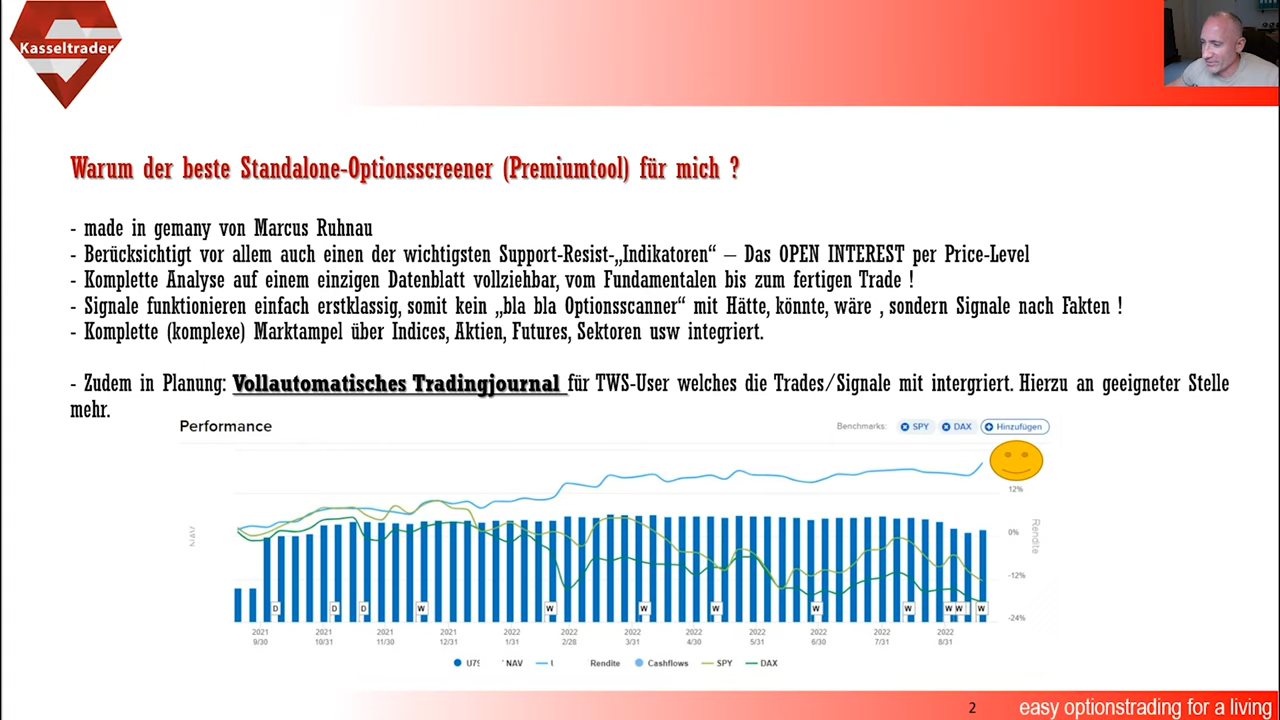 Kasseltrader
Warum der beste Standalone-Optionsscreener (Premiumtool) für mich ?
- made in gemany von Marcus Ruhnau
- Berücksichtigt vor allem auch einen der wichtigsten Support-Resist-„Indikatoren“ – Das OPEN INTEREST per Price-Level
- Komplette Analyse auf einem einzigen Datenblatt vollziehbar, vom Fundamentalen bis zum fertigen Trade !
- Signale funktionieren einfach erstklassig, somit kein „bla bla Optionsscanner“ mit Hätte, könnte, wäre , sondern Signale nach Fakten !
- Komplette (komplexe) Marktampel über Indices, Aktien, Futures, Sektoren usw integriert.
- Zudem in Planung: Vollautomatisches Tradingjournal für TWS-User welches die Trades/Signale mit intergriert. Hierzu an geeigneter Stelle
mehr.
Performance
Benchmarks: SPY DAX Hinzufügen
12%
0%
-12%
-24%
NAV
Rendite
D D D W W W W W W W W W
2021 2021 2021 2021 2022 2022 2022 2022 2022 2022 2022 2022
9/30 10/31 11/30 12/31 1/31 2/28 3/31 4/30 5/31 6/30 7/31 8/31
NAV Rendite Cashflows SPY DAX
2 easy optionstrading for a living